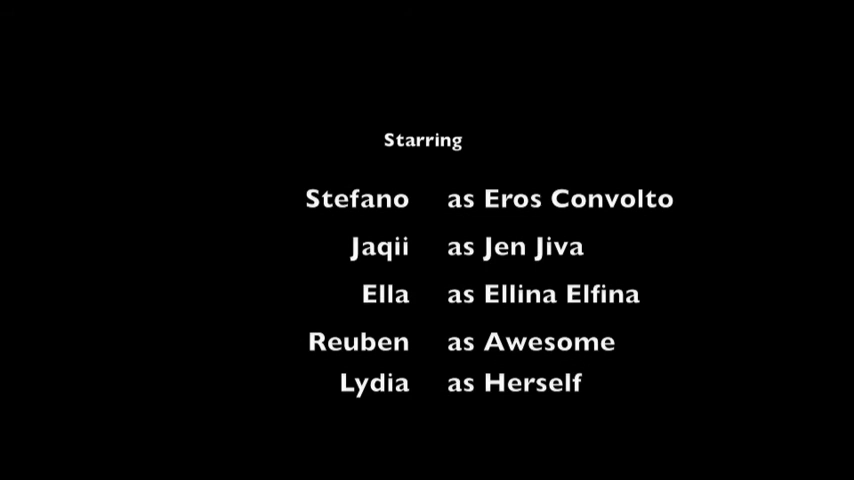 Starring
Stefano as Eros Convolto
Jaqii as Jen Jiva
Ella as Ellina Elfina
Reuben as Awesome
Lydia as Herself